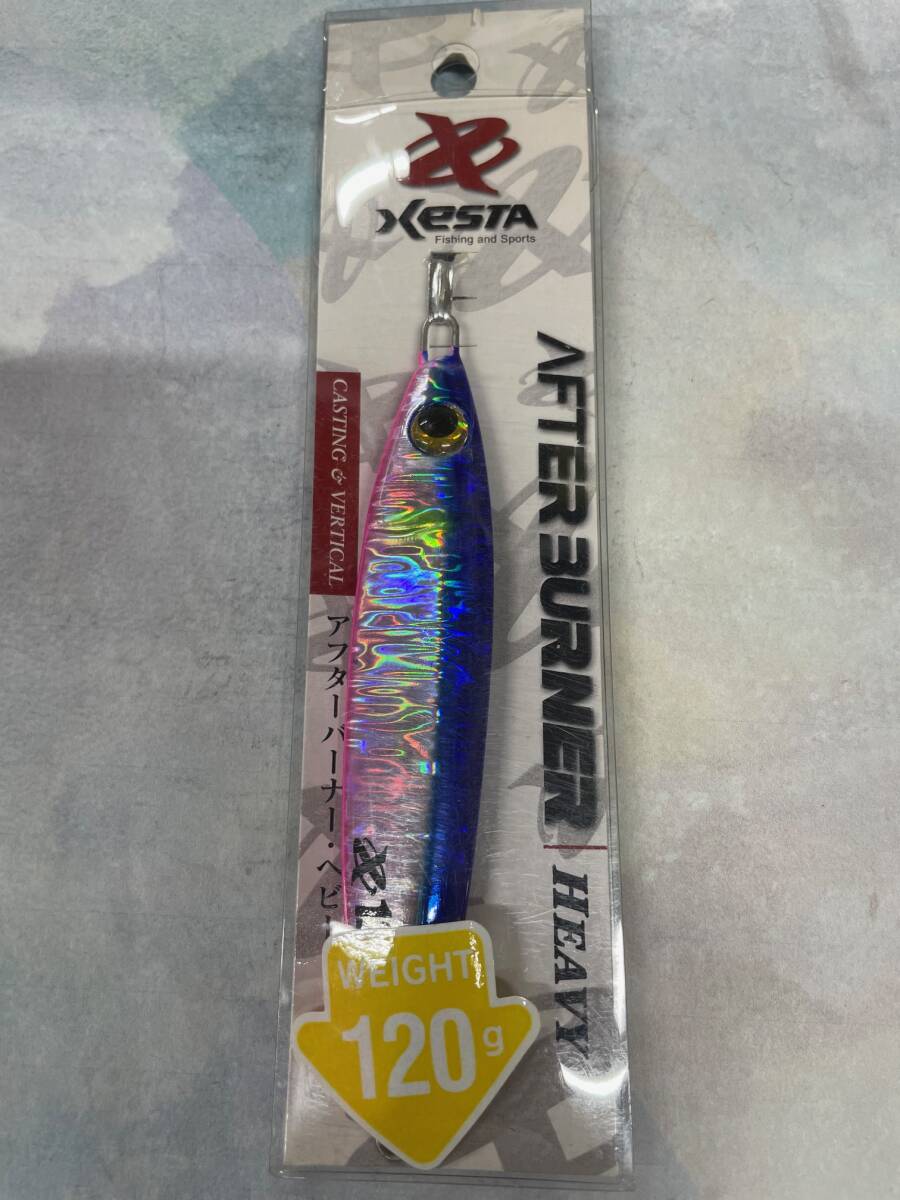 XESTA
Fishing and Sports
AFTER BURNER HEAVY
CASTING & VERTICAL
アフターバーナー・ヘビー
WEIGHT
120g